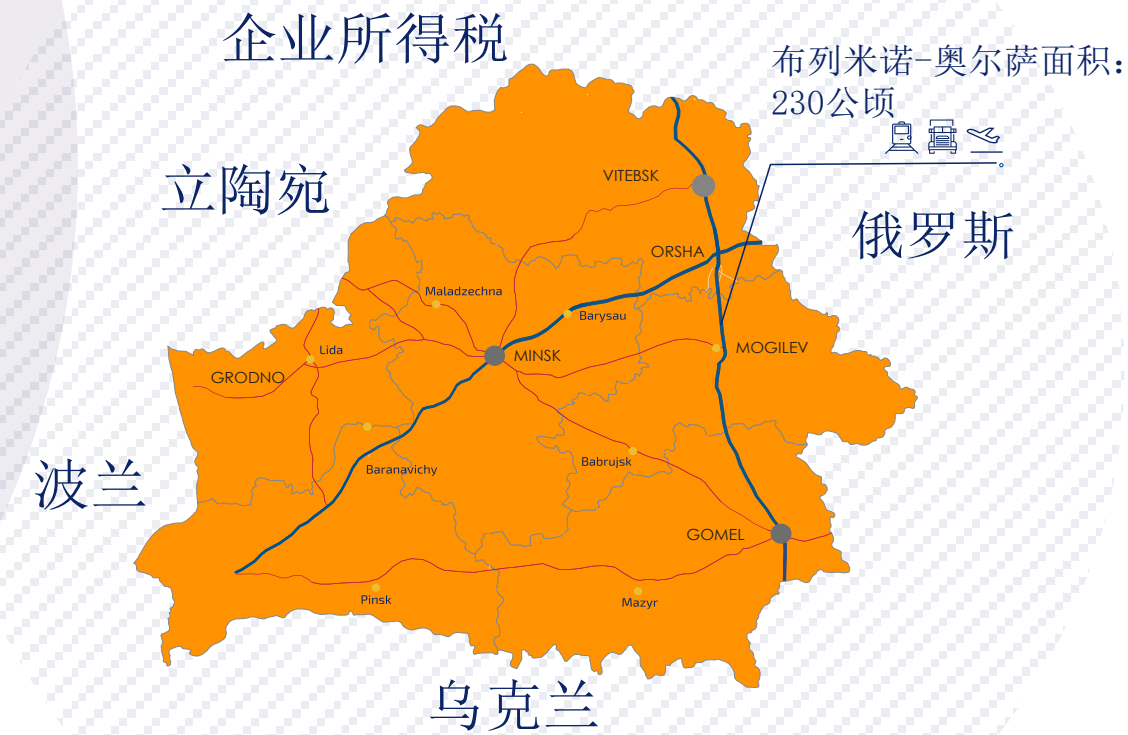 企业所得税
布列米诺-奥尔萨面积：
230公顷
立陶宛
VITEBSK
俄罗斯
ORSHA
Maladzechna
Barysau
Lida
MINSK
MOGILEV
GRODNO
波兰
Baranavichy
Babrujsk
GOMEL
Pinsk
Mazyr
乌克兰